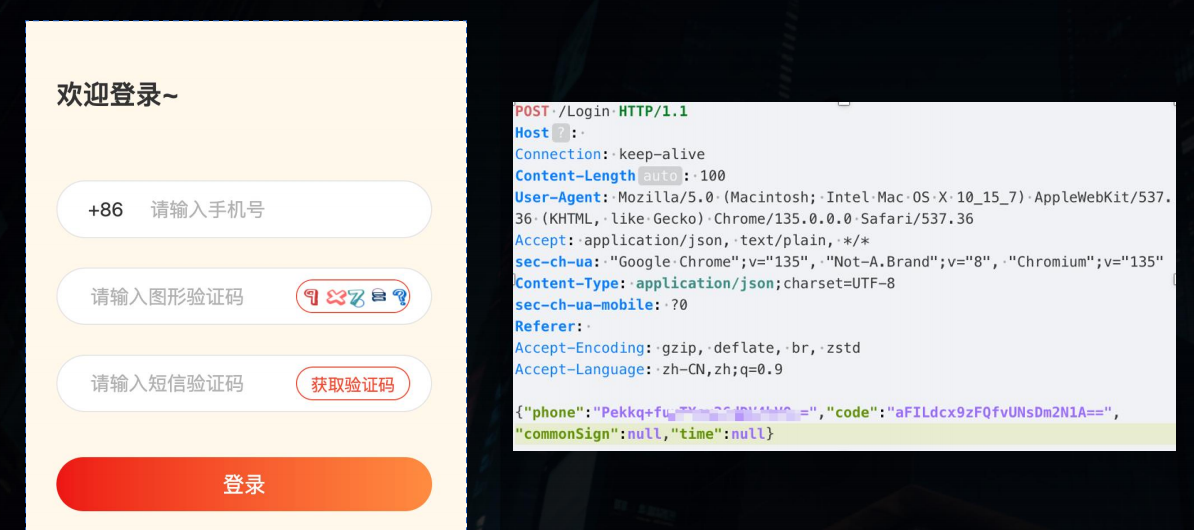 欢迎登录~
+86 请输入手机号
请输入图形验证码
请输入短信验证码 获取验证码
登录
POST /Login HTTP/1.1
Host ? :
Connection: keep-alive
Content-Length auto : 100
User-Agent: Mozilla/5.0 (Macintosh; Intel Mac OS X 10_15_7) AppleWebKit/537.
36 (KHTML, like Gecko) Chrome/135.0.0.0 Safari/537.36
Accept: application/json, text/plain, */*
sec-ch-ua: "Google Chrome";v="135", "Not-A.Brand";v="8", "Chromium";v="135"
Content-Type: application/json;charset=UTF-8
sec-ch-ua-mobile: ?0
Referer:
Accept-Encoding: gzip, deflate, br, zstd
Accept-Language: zh-CN,zh;q=0.9
{"phone":"Pekkq+fu =","code":"aFILdcx9zFQfvUNsDm2N1A==",
"commonSign":null,"time":null}